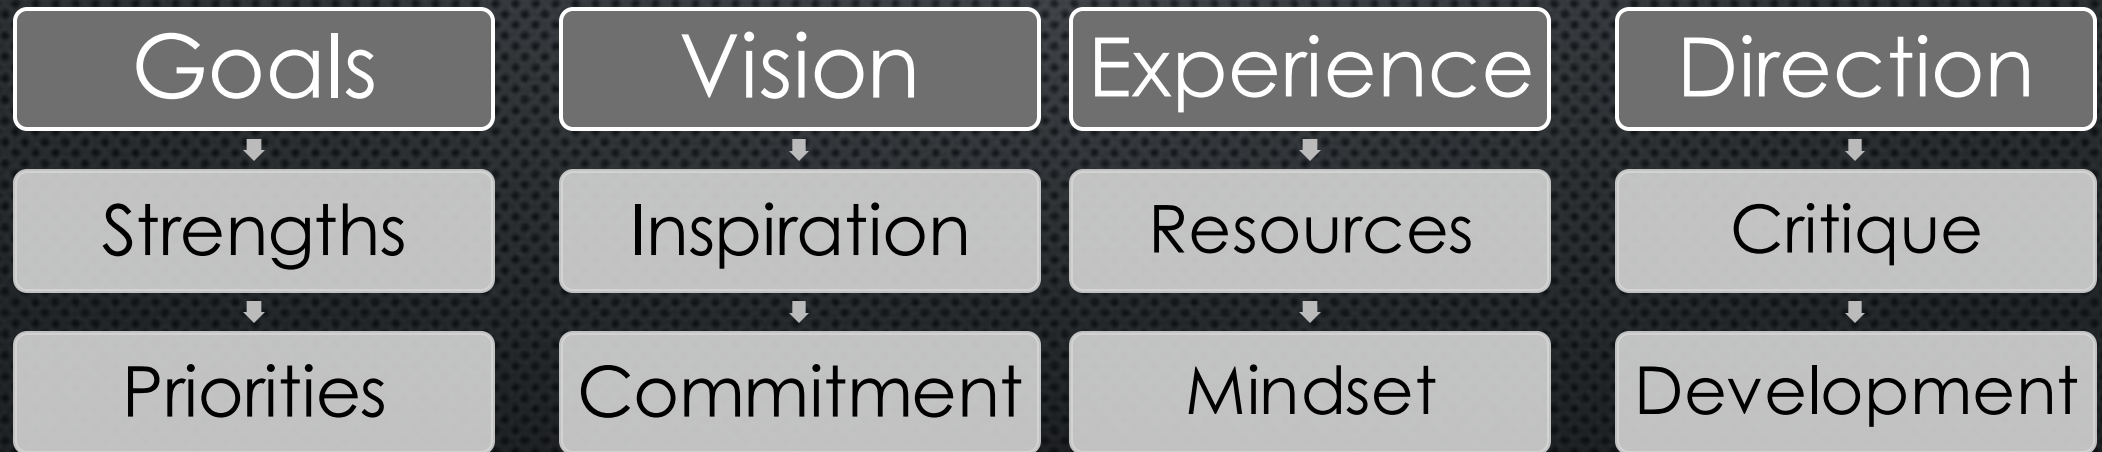 Goals
Vision
Experience
Direction
Strengths
Inspiration
Resources
Critique
Priorities
Commitment
Mindset
Development